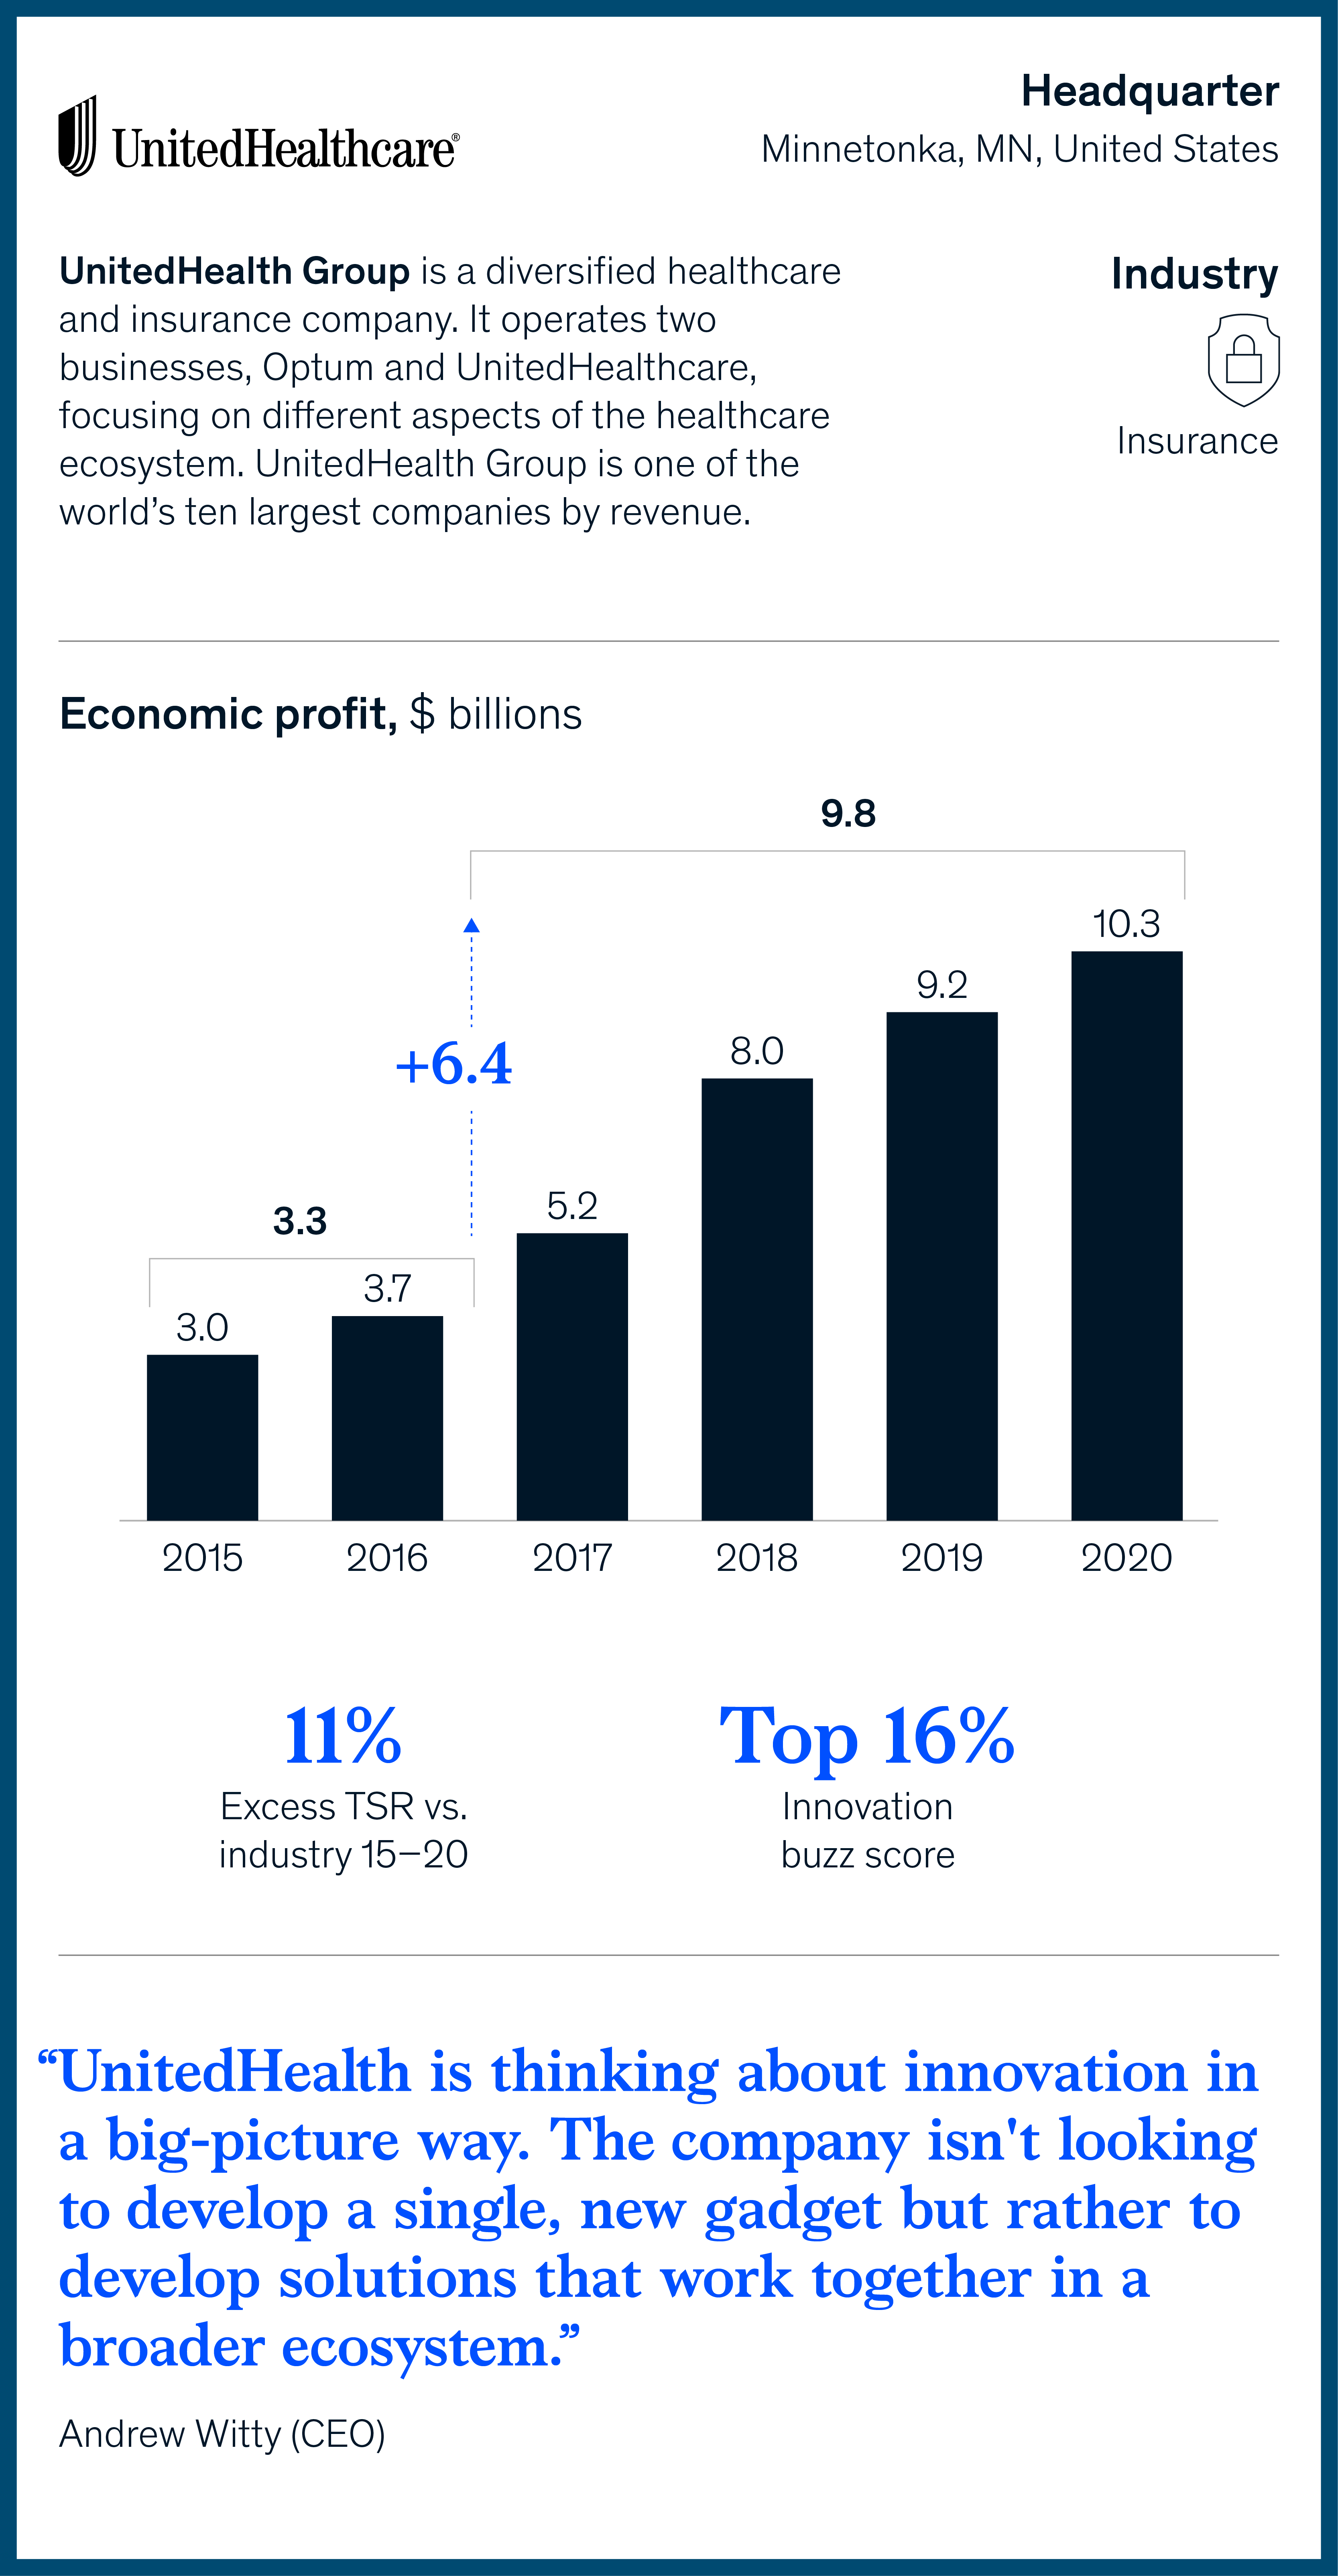 UnitedHealthcare®
Headquarter
Minnetonka, MN, United States
UnitedHealth Group is a diversified healthcare
and insurance company. It operates two
businesses, Optum and UnitedHealthcare,
focusing on different aspects of the healthcare
ecosystem. UnitedHealth Group is one of the
world’s ten largest companies by revenue.
Industry
Insurance
Economic profit, $ billions
9.8
10.3
9.2
8.0
+6.4
5.2
3.3
3.7
3.0
2015 2016 2017 2018 2019 2020
11%
Excess TSR vs.
industry 15–20
Top 16%
Innovation
buzz score
“UnitedHealth is thinking about innovation in
a big-picture way. The company isn't looking
to develop a single, new gadget but rather to
develop solutions that work together in a
broader ecosystem.”
Andrew Witty (CEO)